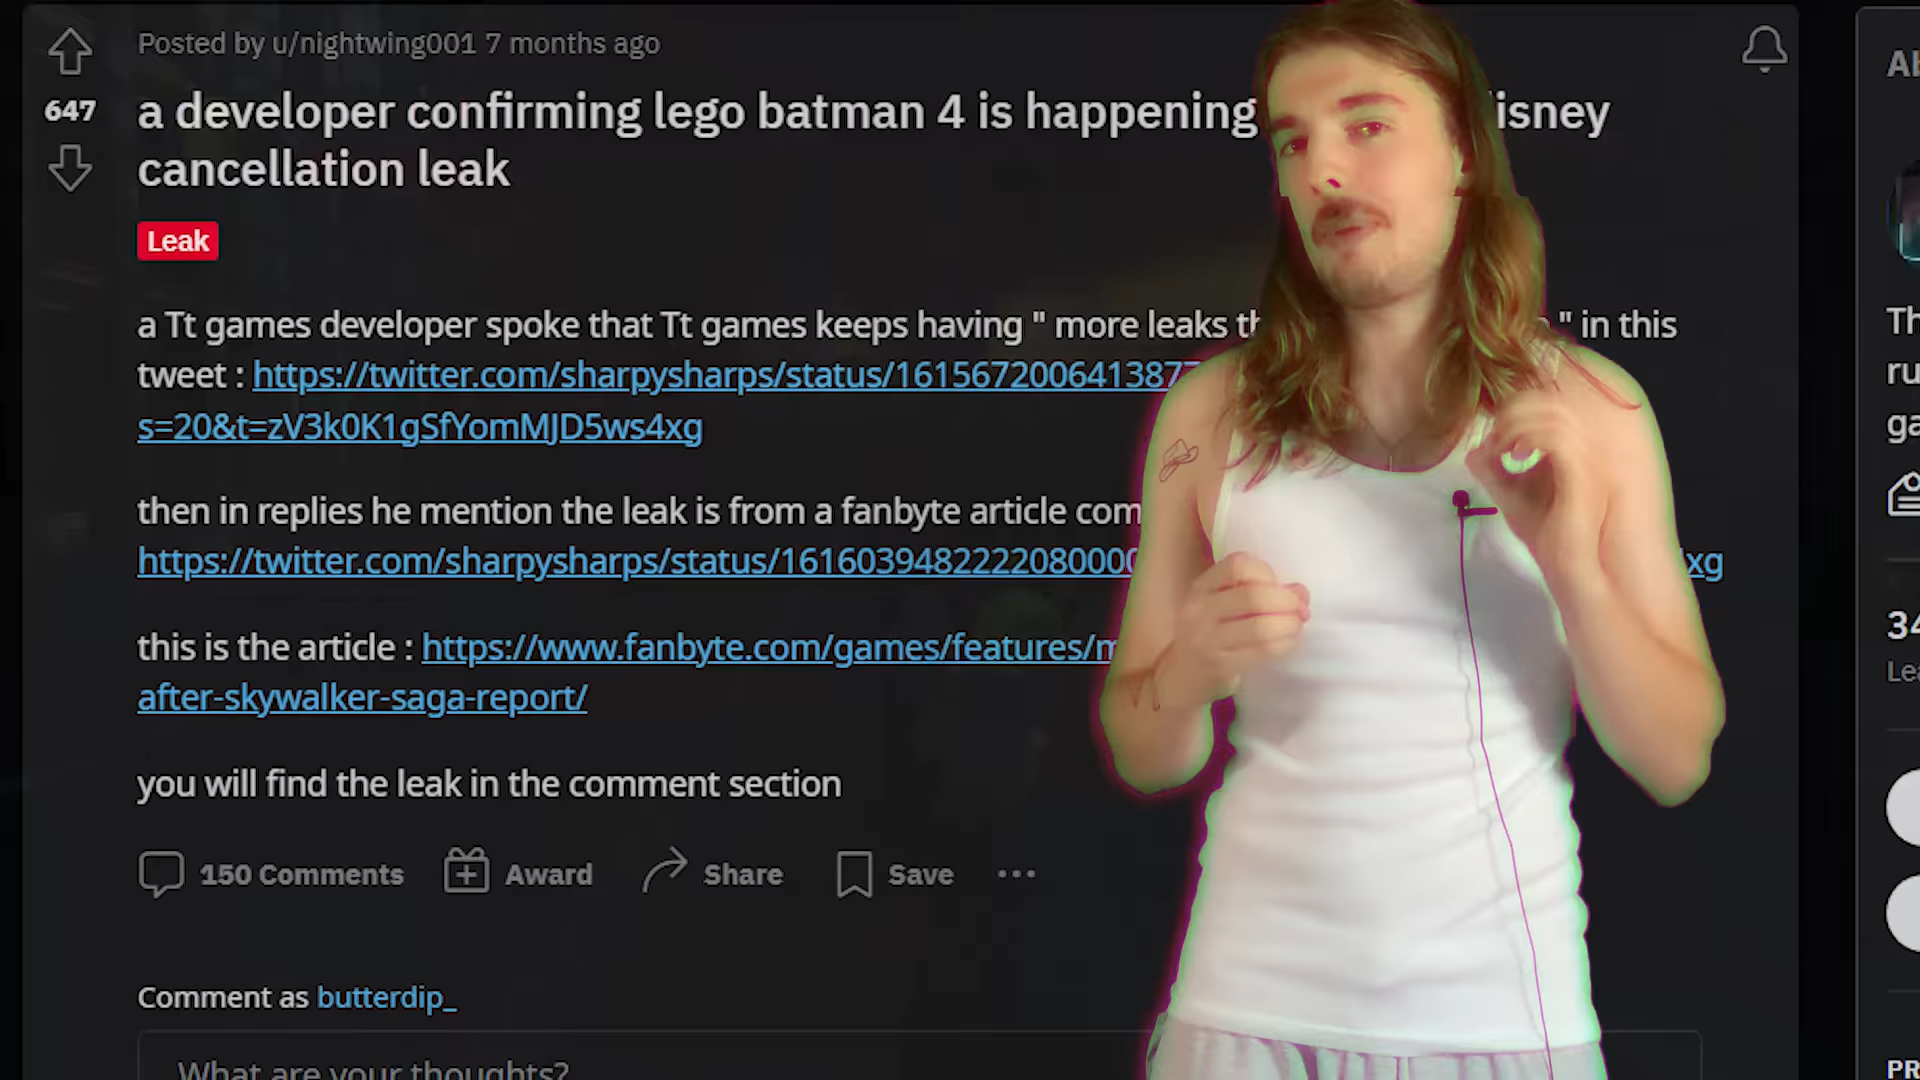 Posted by u/nightwing001 7 months ago
647
a developer confirming lego batman 4 is happening isney
cancellation leak
Leak
a Tt games developer spoke that Tt games keeps having " more leaks " in this
tweet : https://twitter.com/sharpysharps/status/1615672006413877
s=20&t=zV3k0K1gSfYomMJD5ws4xg
then in replies he mention the leak is from a fanbyte article com
https://twitter.com/sharpysharps/status/1616039482222080000 xg
this is the article : https://www.fanbyte.com/games/features/m
after-skywalker-saga-report/
you will find the leak in the comment section
150 Comments Award Share Save
Comment as butterdip_
What are your thoughts?